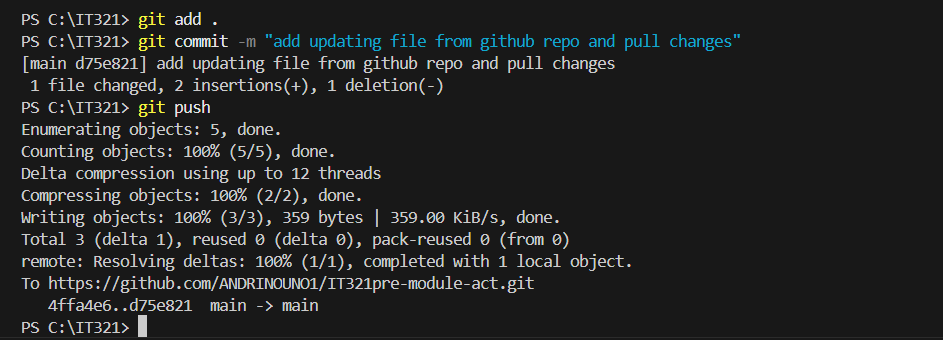 PS C:\IT321> git add .
PS C:\IT321> git commit -m "add updating file from github repo and pull changes"
[main d75e821] add updating file from github repo and pull changes
 1 file changed, 2 insertions(+), 1 deletion(-)
PS C:\IT321> git push
Enumerating objects: 5, done.
Counting objects: 100% (5/5), done.
Delta compression using up to 12 threads
Compressing objects: 100% (2/2), done.
Writing objects: 100% (3/3), 359 bytes | 359.00 KiB/s, done.
Total 3 (delta 1), reused 0 (delta 0), pack-reused 0 (from 0)
remote: Resolving deltas: 100% (1/1), completed with 1 local object.
To https://github.com/ANDRINOUNO1/IT321pre-module-act.git
   4ffa4e6..d75e821  main -> main
PS C:\IT321>